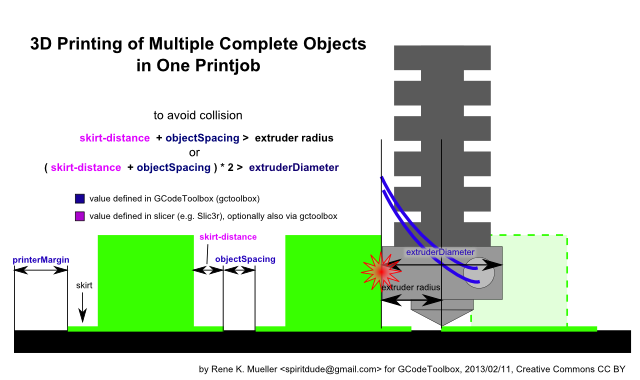 3D Printing of Multiple Complete Objects
in One Printjob
to avoid collision
skirt-distance + objectSpacing > extruder radius
or
( skirt-distance + objectSpacing ) * 2 > extruderDiameter
value defined in GCodeToolbox (gctoolbox)
value defined in slicer (e.g. Slic3r), optionally also via gctoolbox
skirt-distance
printerMargin
objectSpacing
extruderDiameter
skirt
extruder radius
by Rene K. Mueller <spiritdude@gmail.com> for GCodeToolbox, 2013/02/11, Creative Commons CC BY